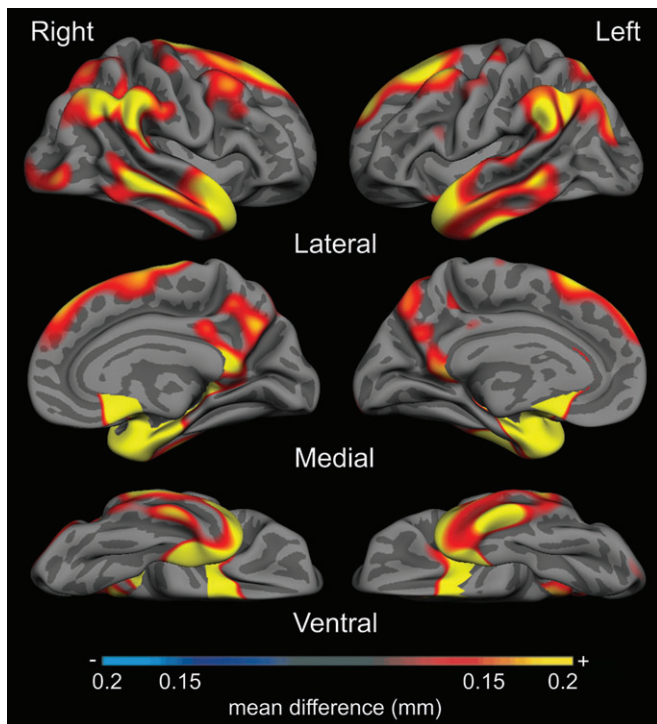 Right Left
Lateral
Medial
Ventral
- +
0.2 0.15 0.15 0.2
mean difference (mm)